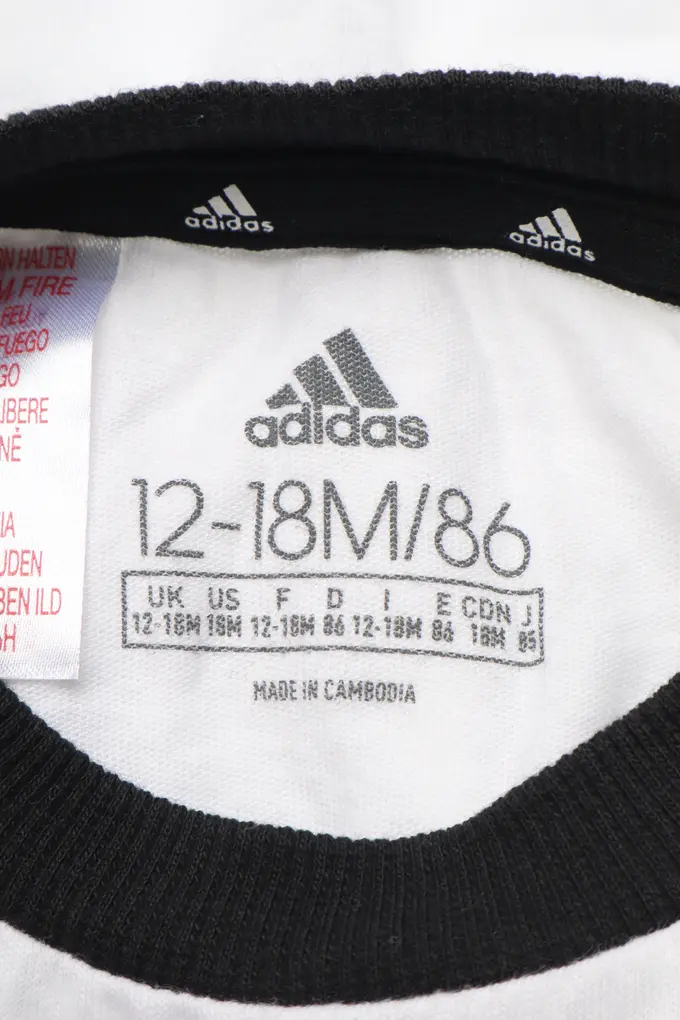 adidas
adidas
RN HALTEN
M FIRE
FEU
FUEGO
GO
UBERE
NĚ
IA
UDEN
BEN ILD
adidas
12-18M/86
UK US F D I E CDN J
12-18M 18M 12-18M 86 12-18M 86 18M 85
MADE IN CAMBODIA